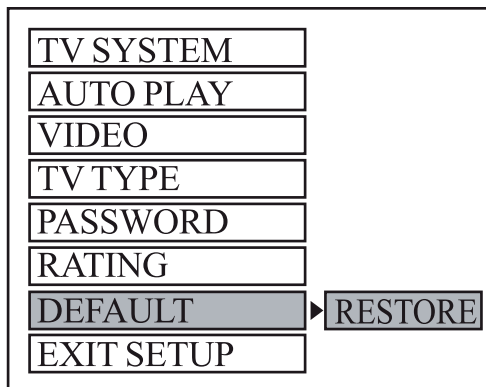 TV SYSTEM
AUTO PLAY
VIDEO
TV TYPE
PASSWORD
RATING
DEFAULT RESTORE
EXIT SETUP